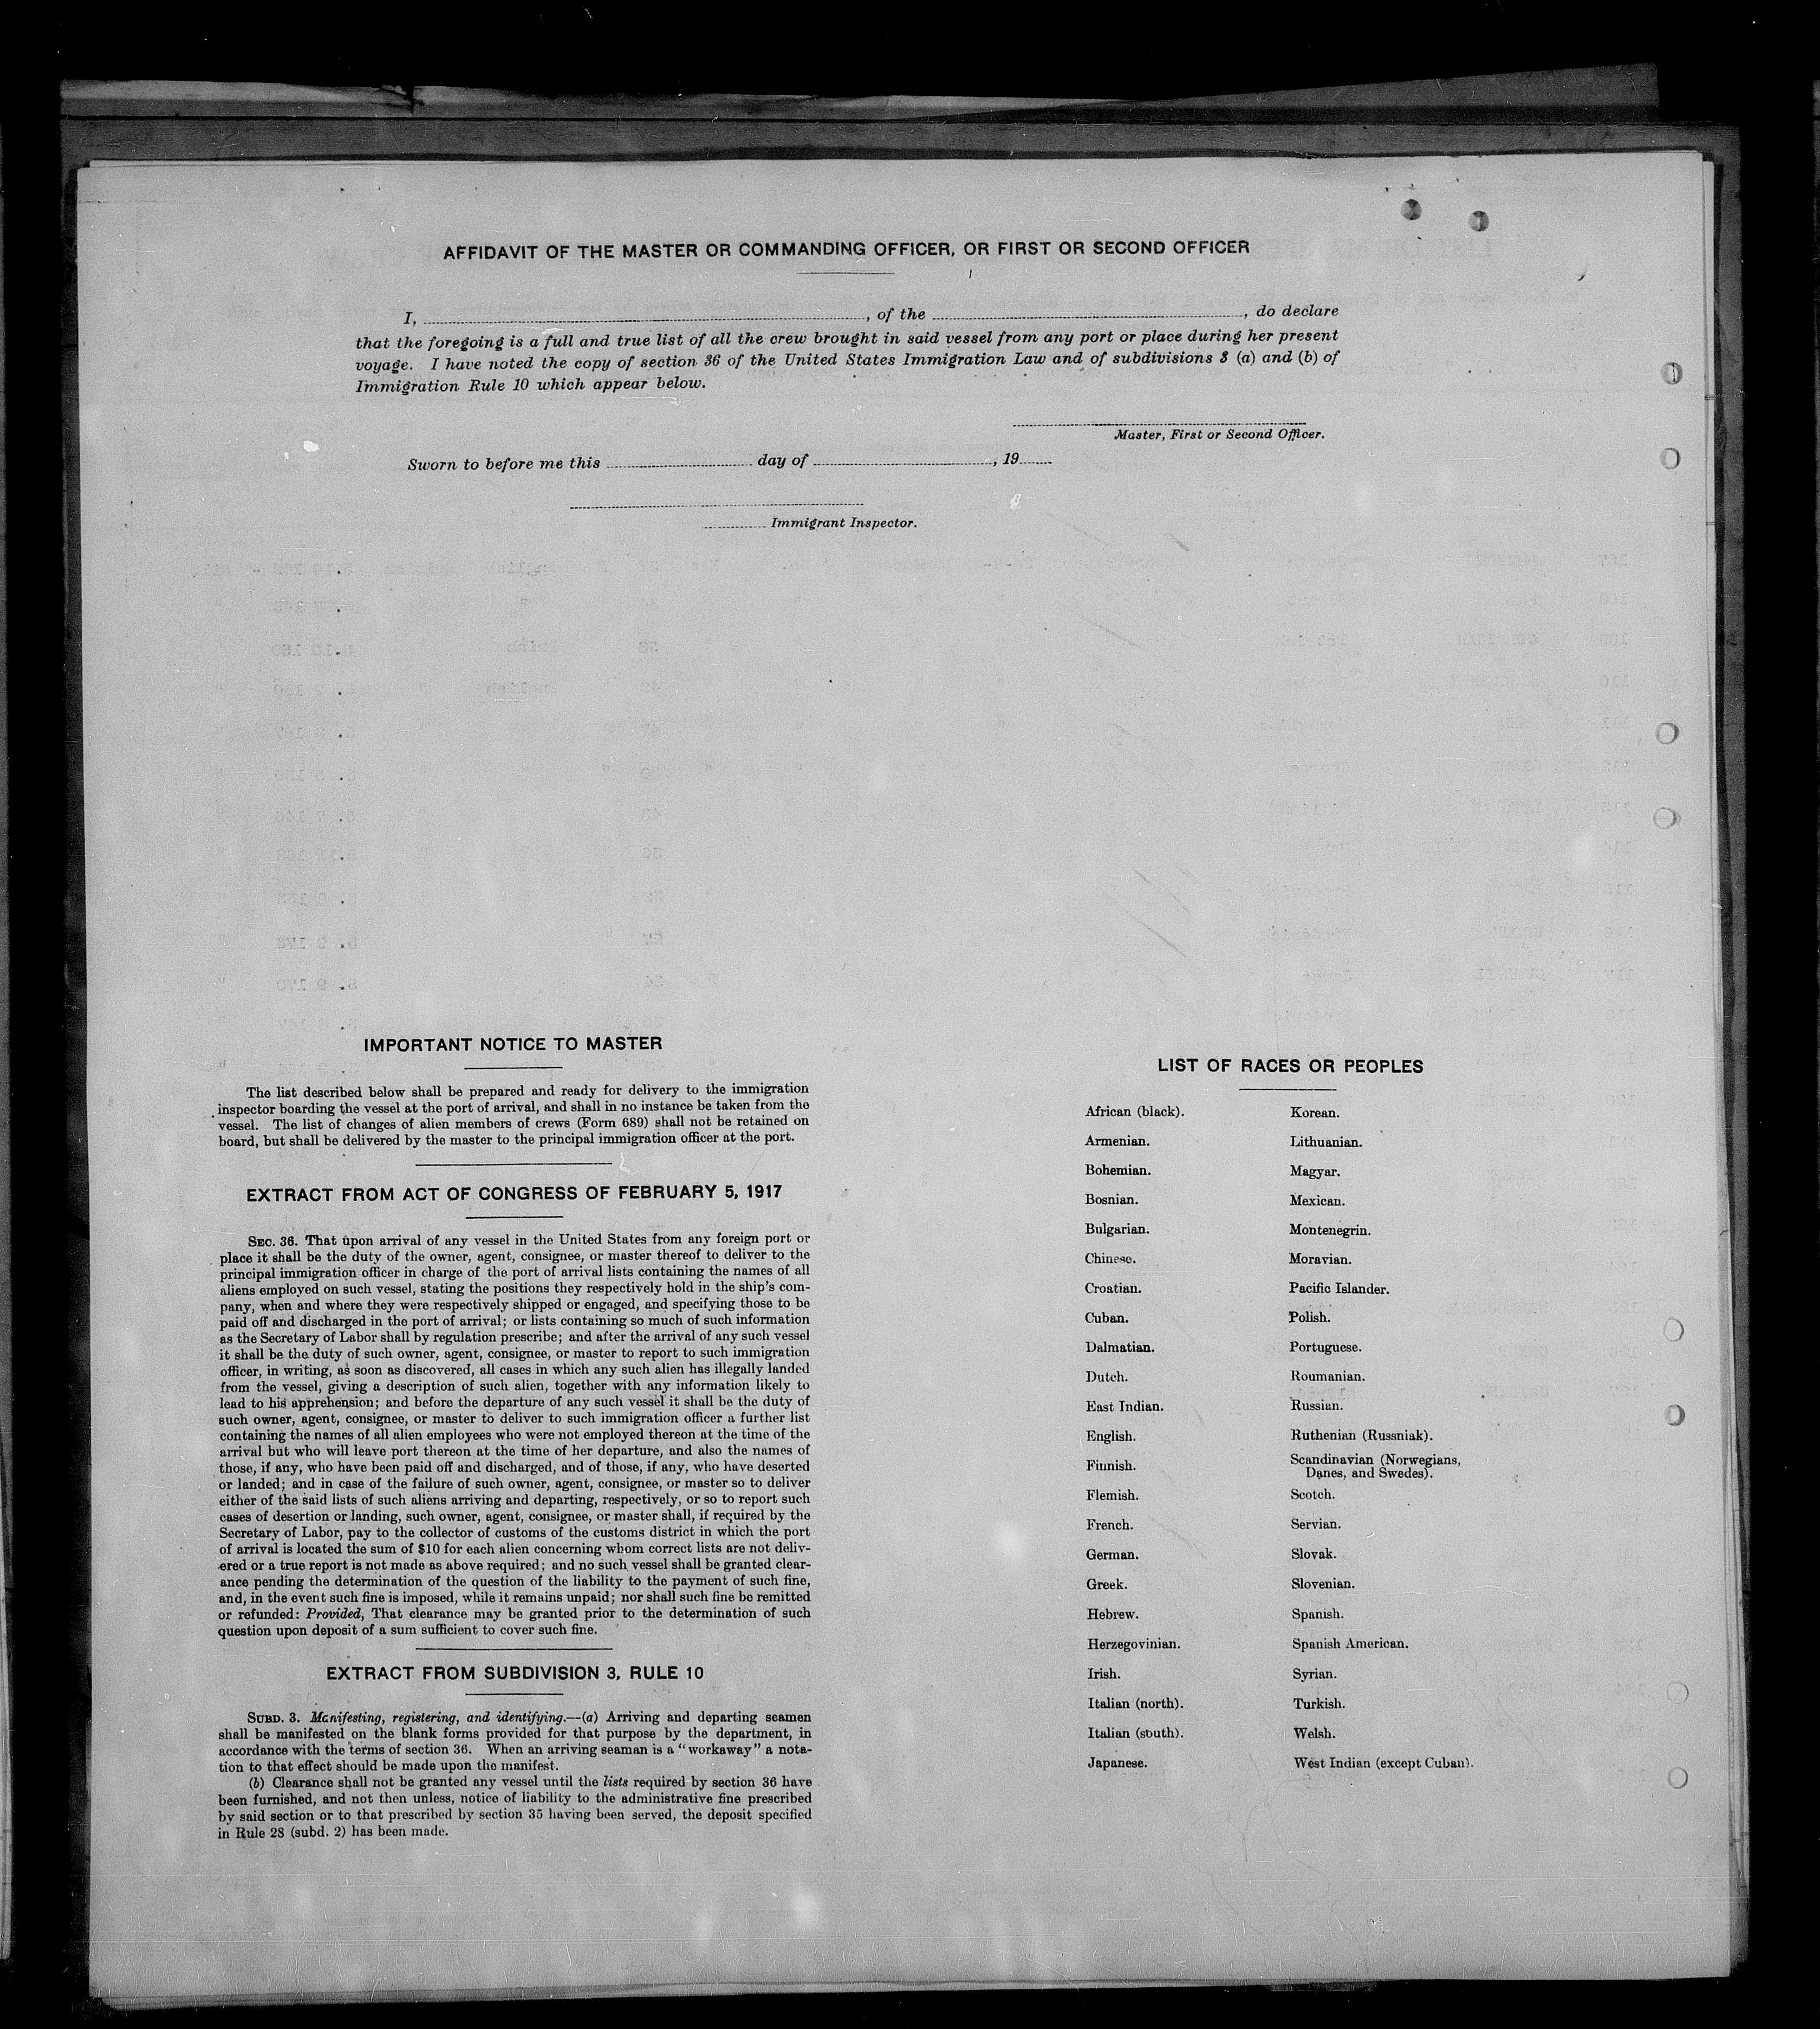 AFFIDAVIT OF THE MASTER OR COMMANDING OFFICER, OR FIRST OR SECOND OFFICER
I, , of the , do declare
that the foregoing is a full and true list of all the crew brought in said vessel from any port or place during her present
voyage. I have noted the copy of section 36 of the United States Immigration Law and of subdivisions 3 (a) and (b) of
Immigration Rule 10 which appear below.
Master, First or Second Officer.
Sworn to before me this day of , 19
Immigrant Inspector.
IMPORTANT NOTICE TO MASTER
The list described below shall be prepared and ready for delivery to the immigration
inspector boarding the vessel at the port of arrival, and shall in no instance be taken from the
vessel. The list of changes of alien members of crews (Form 689) shall not be retained on
board, but shall be delivered by the master to the principal immigration officer at the port.
EXTRACT FROM ACT OF CONGRESS OF FEBRUARY 5, 1917
SEC. 36. That upon arrival of any vessel in the United States from any foreign port or
place it shall be the duty of the owner, agent, consignee, or master thereof to deliver to the
principal immigration officer in charge of the port of arrival lists containing the names of all
aliens employed on such vessel, stating the positions they respectively hold in the ship's com-
pany, when and where they were respectively shipped or engaged, and specifying those to be
paid off and discharged in the port of arrival; or lists containing so much of such information
as the Secretary of Labor shall by regulation prescribe; and after the arrival of any such vessel
it shall be the duty of such owner, agent, consignee, or master to report to such immigration
officer, in writing, as soon as discovered, all cases in which any such alien has illegally landed
from the vessel, giving a description of such alien, together with any information likely to
lead to his apprehension; and before the departure of any such vessel it shall be the duty of
such owner, agent, consignee, or master to deliver to such immigration officer a further list
containing the names of all alien employees who were not employed thereon at the time of the
arrival but who will leave port thereon at the time of her departure, and also the names of
those, if any, who have been paid off and discharged, and of those, if any, who have deserted
or landed; and in case of the failure of such owner, agent, consignee, or master so to deliver
either of the said lists of such aliens arriving and departing, respectively, or so to report such
cases of desertion or landing, such owner, agent, consignee, or master shall, if required by the
Secretary of Labor, pay to the collector of customs of the customs district in which the port
of arrival is located the sum of $10 for each alien concerning whom correct lists are not deliv-
ered or a true report is not made as above required; and no such vessel shall be granted clear-
ance pending the determination of the question of the liability to the payment of such fine,
and, in the event such fine is imposed, while it remains unpaid; nor shall such fine be remitted
or refunded: Provided, That clearance may be granted prior to the determination of such
question upon deposit of a sum sufficient to cover such fine.
EXTRACT FROM SUBDIVISION 3, RULE 10
SUBD. 3. Manifesting, registering, and identifying.—(a) Arriving and departing seamen
shall be manifested on the blank forms provided for that purpose by the department, in
accordance with the terms of section 36. When an arriving seaman is a "workaway" a nota-
tion to that effect should be made upon the manifest.
(b) Clearance shall not be granted any vessel until the lists required by section 36 have
been furnished, and not then unless, notice of liability to the administrative fine prescribed
by said section or to that prescribed by section 35 having been served, the deposit specified
in Rule 28 (subd. 2) has been made.
LIST OF RACES OR PEOPLES
African (black).
Armenian.
Bohemian.
Bosnian.
Bulgarian.
Chinese.
Croatian.
Cuban.
Dalmatian.
Dutch.
East Indian.
English.
Finnish.
Flemish.
French.
German.
Greek.
Hebrew.
Herzegovinian.
Irish.
Italian (north).
Italian (south).
Japanese.
Korean.
Lithuanian.
Magyar.
Mexican.
Montenegrin.
Moravian.
Pacific Islander.
Polish.
Portuguese.
Roumanian.
Russian.
Ruthenian (Russniak).
Scandinavian (Norwegians,
Danes, and Swedes).
Scotch.
Servian.
Slovak.
Slovenian.
Spanish.
Spanish American.
Syrian.
Turkish.
Welsh.
West Indian (except Cuban).